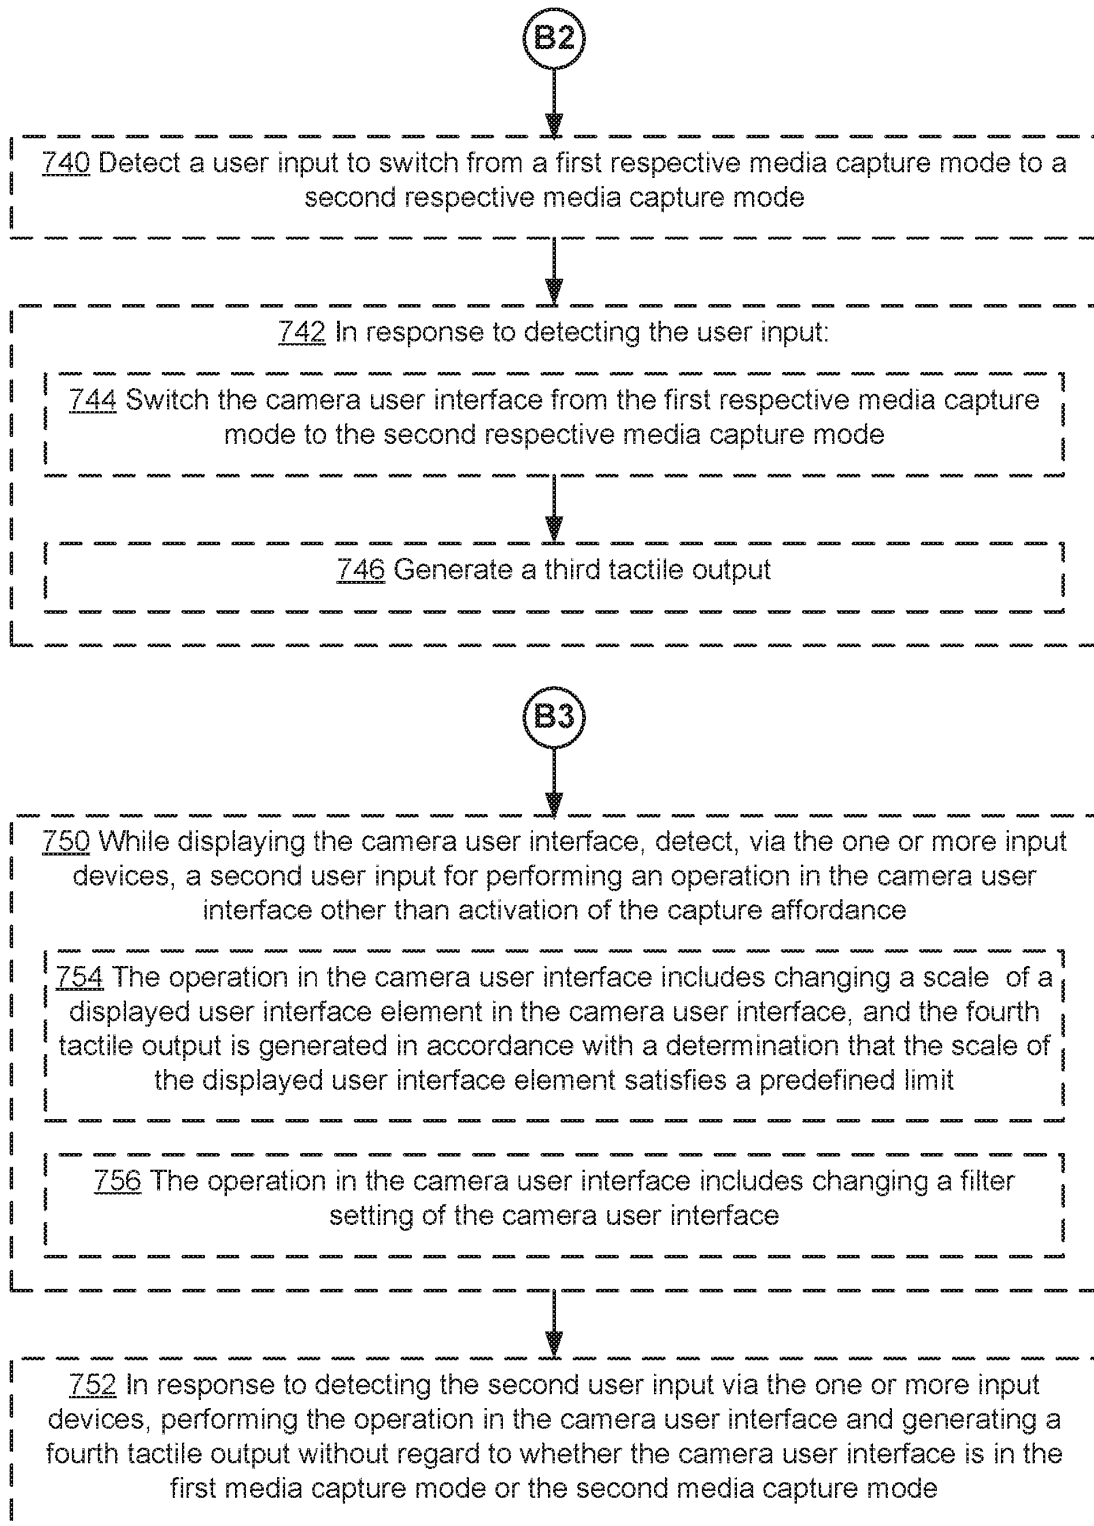 B2
740 Detect a user input to switch from a first respective media capture mode to a
second respective media capture mode
742 In response to detecting the user input:
744 Switch the camera user interface from the first respective media capture
mode to the second respective media capture mode
746 Generate a third tactile output
B3
750 While displaying the camera user interface, detect, via the one or more input
devices, a second user input for performing an operation in the camera user
interface other than activation of the capture affordance
754 The operation in the camera user interface includes changing a scale of a
displayed user interface element in the camera user interface, and the fourth
tactile output is generated in accordance with a determination that the scale of
the displayed user interface element satisfies a predefined limit
756 The operation in the camera user interface includes changing a filter
setting of the camera user interface
752 In response to detecting the second user input via the one or more input
devices, performing the operation in the camera user interface and generating a
fourth tactile output without regard to whether the camera user interface is in the
first media capture mode or the second media capture mode